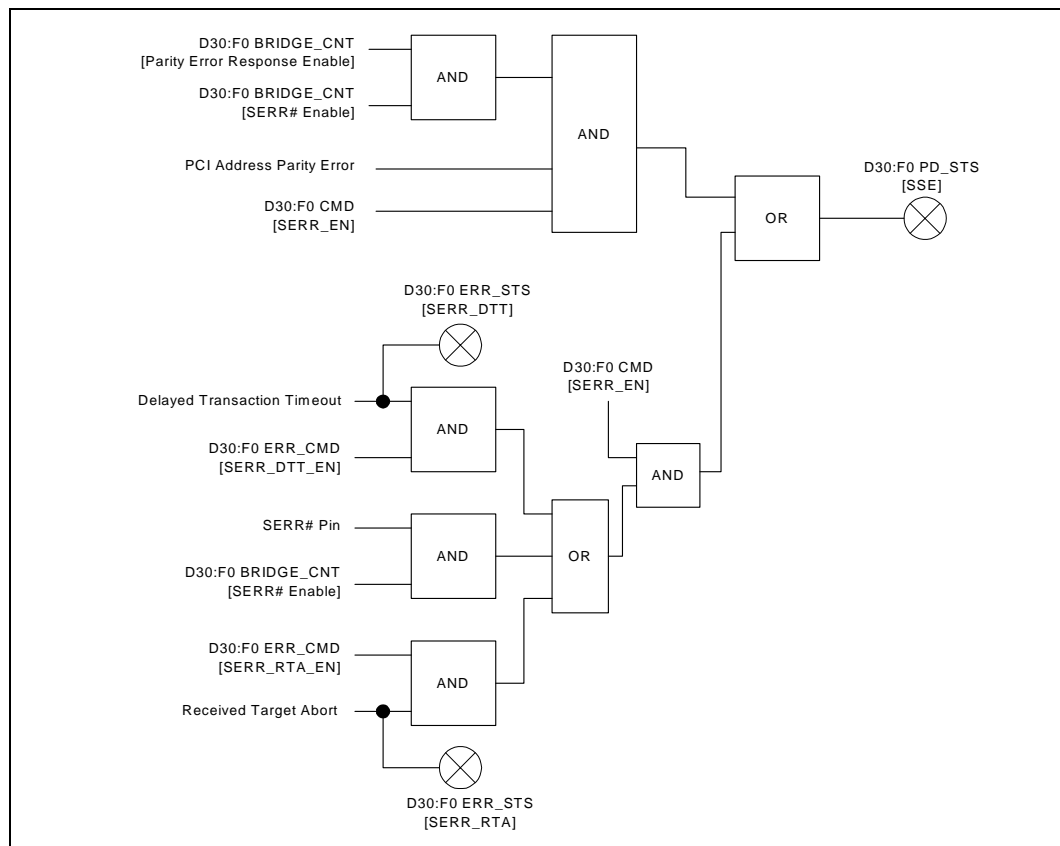 D30:F0 BRIDGE_CNT
[Parity Error Response Enable]
AND
D30:F0 BRIDGE_CNT
[SERR# Enable]
AND
PCI Address Parity Error
D30:F0 CMD
[SERR_EN]
D30:F0 PD_STS
[SSE]
OR
D30:F0 ERR_STS
[SERR_DTT]
D30:F0 CMD
[SERR_EN]
Delayed Transaction Timeout
AND
D30:F0 ERR_CMD
[SERR_DTT_EN]
AND
SERR# Pin
AND
OR
D30:F0 BRIDGE_CNT
[SERR# Enable]
D30:F0 ERR_CMD
[SERR_RTA_EN]
AND
Received Target Abort
D30:F0 ERR_STS
[SERR_RTA]